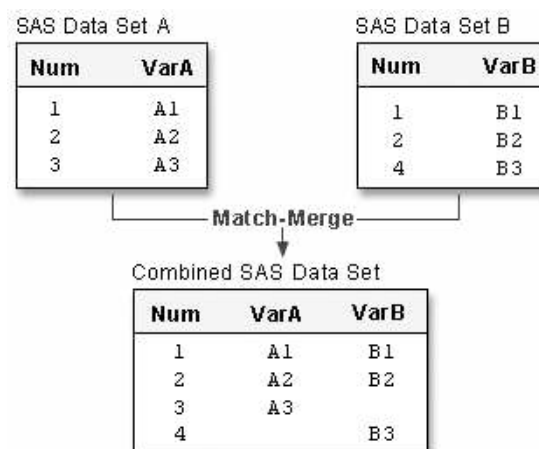 SAS Data Set A
Num VarA
1 A1
2 A2
3 A3
SAS Data Set B
Num VarB
1 B1
2 B2
4 B3
Match-Merge
Combined SAS Data Set
Num VarA VarB
1 A1 B1
2 A2 B2
3 A3
4 B3